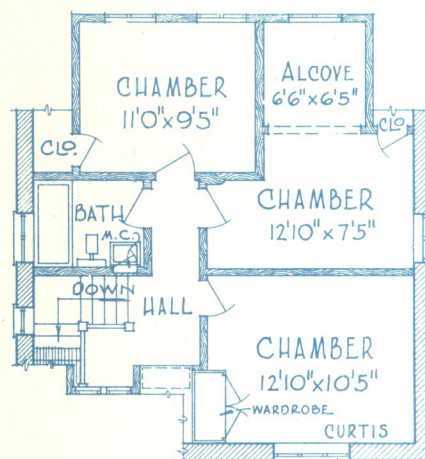 CHAMBER
11'0"x9'5"
ALCOVE
6'6"x6'5"
CLO.
CLO
BATH
M.C.
CHAMBER
12'10"x7'5"
DOWN
HALL
CHAMBER
12'10"x10'5"
WARDROBE
CURTIS